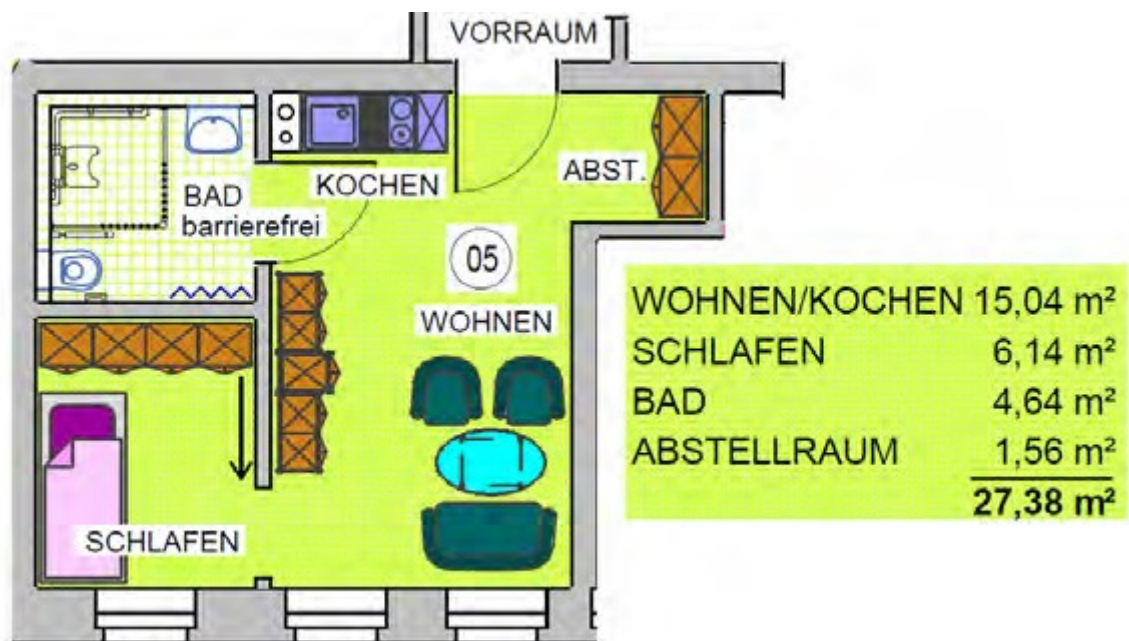 VORRAUM
KOCHEN
ABST.
BAD
barrierefrei
05
WOHNEN
SCHLAFEN
WOHNEN/KOCHEN 15,04 m²
SCHLAFEN 6,14 m²
BAD 4,64 m²
ABSTELLRAUM 1,56 m²
27,38 m²